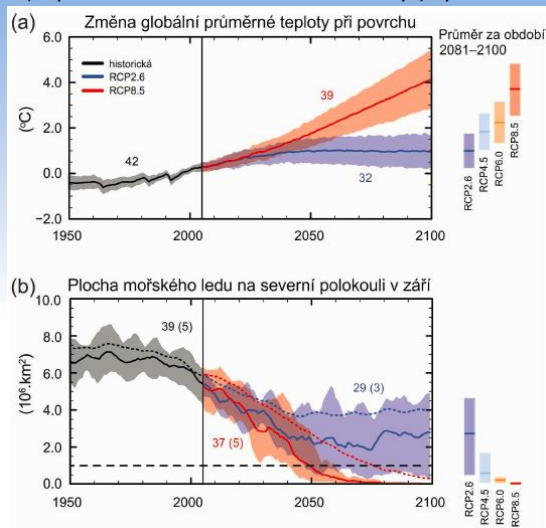 (a) Změna globální průměrné teploty při povrchu
6.0
4.0
2.0
0.0
−2.0
(°C)
historická
RCP2.6
RCP8.5
42
39
32
1950
2000
2050
2100
Průměr za období
2081–2100
RCP2.6
RCP4.5
RCP6.0
RCP8.5
(b) Plocha mořského ledu na severní polokouli v září
10.0
8.0
6.0
4.0
2.0
0.0
(10⁶.km²)
39 (5)
29 (3)
37 (5)
1950
2000
2050
2100
RCP2.6
RCP4.5
RCP6.0
RCP8.5